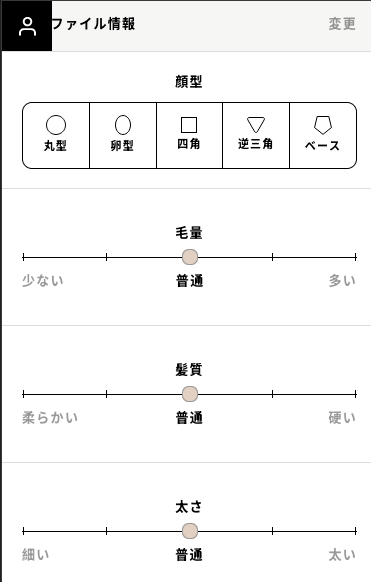 ファイル情報 変更
顔型
丸型 卵型 四角 逆三角 ベース
毛量
少ない 普通 多い
髪質
柔らかい 普通 硬い
太さ
細い 普通 太い